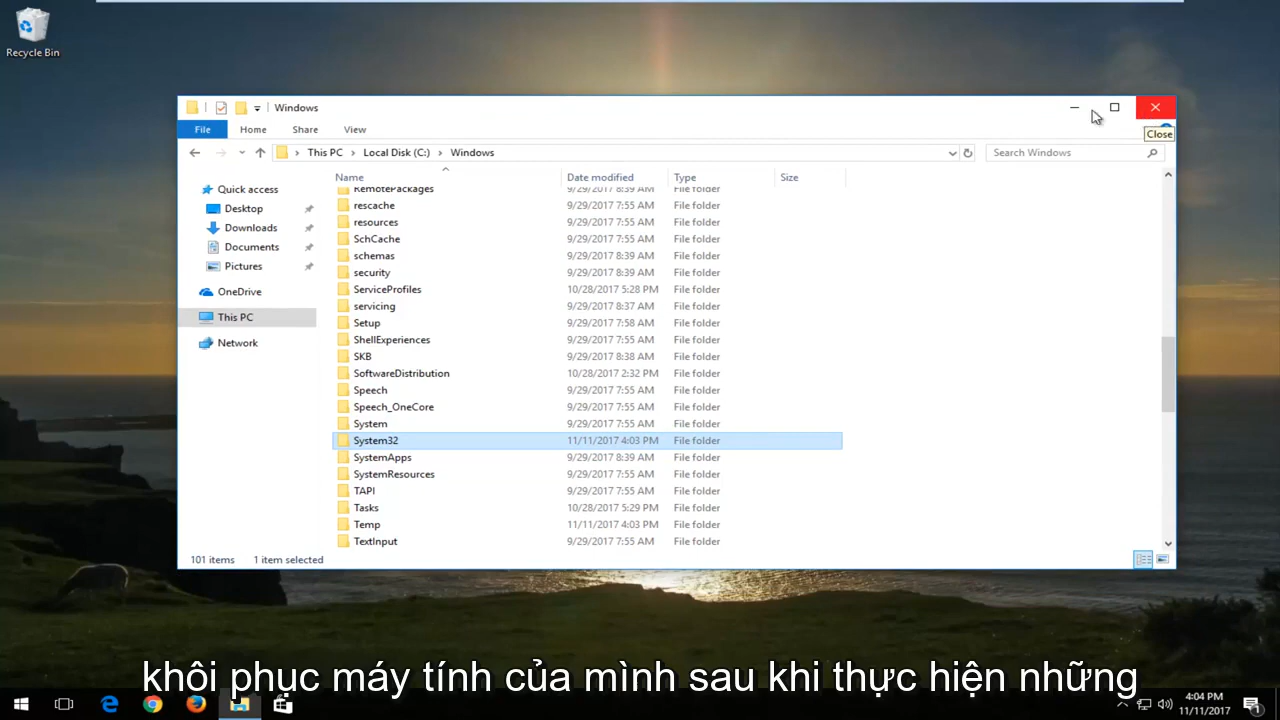 Recycle Bin
Windows
Close
File Home Share View
This PC Local Disk (C:) Windows
Search Windows
Name Date modified Type Size
Quick access
Desktop
Downloads
Documents
Pictures
OneDrive
This PC
Network
RemotePackages 9/29/2017 8:39 AM File folder
rescache 9/29/2017 7:55 AM File folder
resources 9/29/2017 7:55 AM File folder
SchCache 9/29/2017 7:55 AM File folder
schemas 9/29/2017 8:39 AM File folder
security 9/29/2017 8:39 AM File folder
ServiceProfiles 10/28/2017 5:28 PM File folder
servicing 9/29/2017 8:37 AM File folder
Setup 9/29/2017 7:58 AM File folder
ShellExperiences 9/29/2017 7:55 AM File folder
SKB 9/29/2017 8:38 AM File folder
SoftwareDistribution 10/28/2017 2:32 PM File folder
Speech 9/29/2017 7:55 AM File folder
Speech_OneCore 9/29/2017 7:55 AM File folder
System 9/29/2017 7:55 AM File folder
System32 11/11/2017 4:03 PM File folder
SystemApps 9/29/2017 8:39 AM File folder
SystemResources 9/29/2017 7:55 AM File folder
TAPI 9/29/2017 7:55 AM File folder
Tasks 10/28/2017 5:29 PM File folder
Temp 11/11/2017 4:03 PM File folder
TextInput 9/29/2017 7:55 AM File folder
101 items 1 item selected
khôi phục máy tính của mình sau khi thực hiện những
4:04 PM
11/11/2017
1